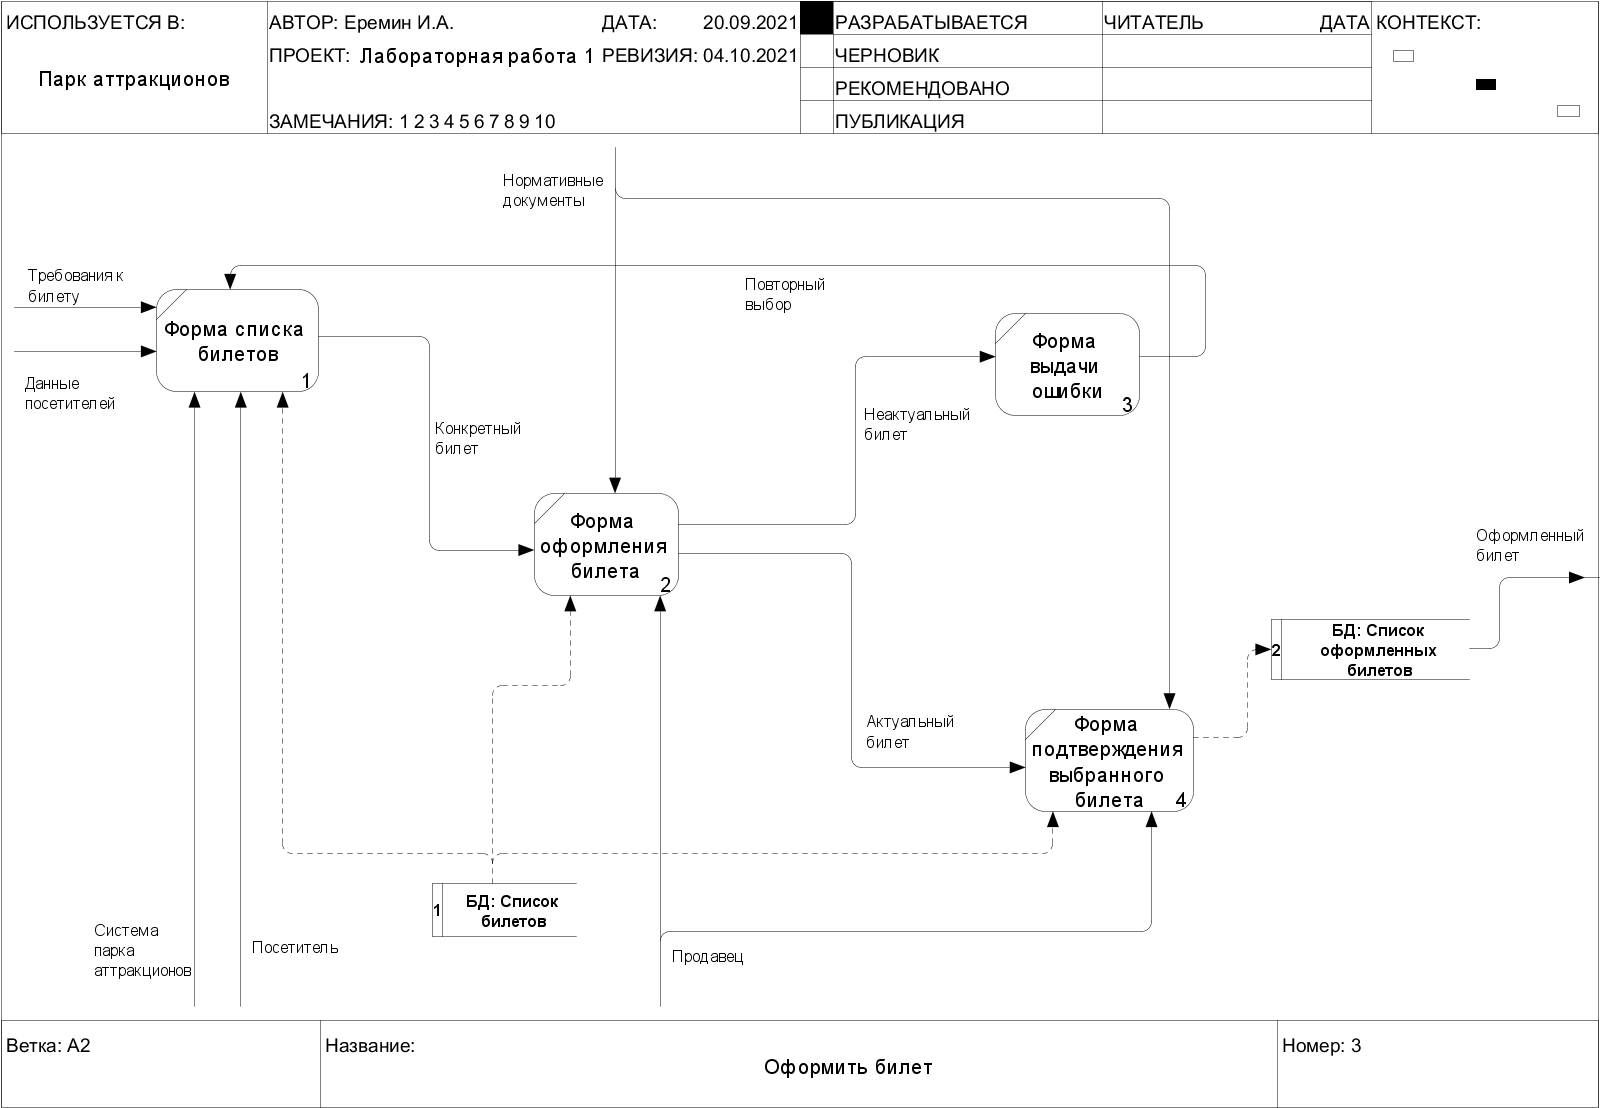 ИСПОЛЬЗУЕТСЯ В:
Парк аттракционов
АВТОР: Еремин И.А.
ДАТА: 20.09.2021
ПРОЕКТ: Лабораторная работа 1
РЕВИЗИЯ: 04.10.2021
ЗАМЕЧАНИЯ: 1 2 3 4 5 6 7 8 9 10
РАЗРАБАТЫВАЕТСЯ
ЧЕРНОВИК
РЕКОМЕНДОВАНО
ПУБЛИКАЦИЯ
ЧИТАТЕЛЬ
ДАТА
КОНТЕКСТ:
Нормативные
документы
Требования к
билету
Данные
посетителей
Форма списка
билетов
1
Повторный
выбор
Форма
выдачи
ошибки
3
Конкретный
билет
Неактуальный
билет
Форма
оформления
билета
2
Оформленный
билет
БД: Список
оформленных
билетов
2
Актуальный
билет
Форма
подтверждения
выбранного
билета
4
БД: Список
билетов
1
Система
парка
аттракционов
Посетитель
Продавец
Ветка: A2
Название:
Оформить билет
Номер: 3